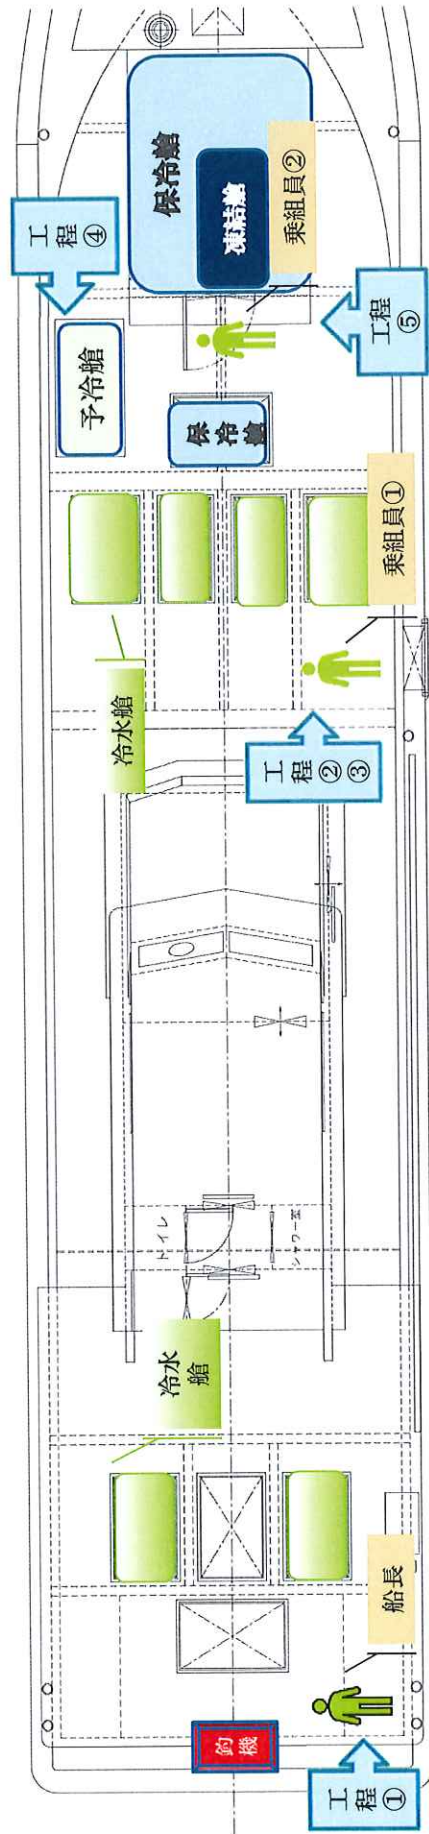 工程④
予冷艙
保冷艙
凍結艙
乗組員②
工程
⑤
保冷艙
冷水艙
乗組員①
工程②③
トイレ
シャワー室
冷水
艙
釣機
船長
工程①